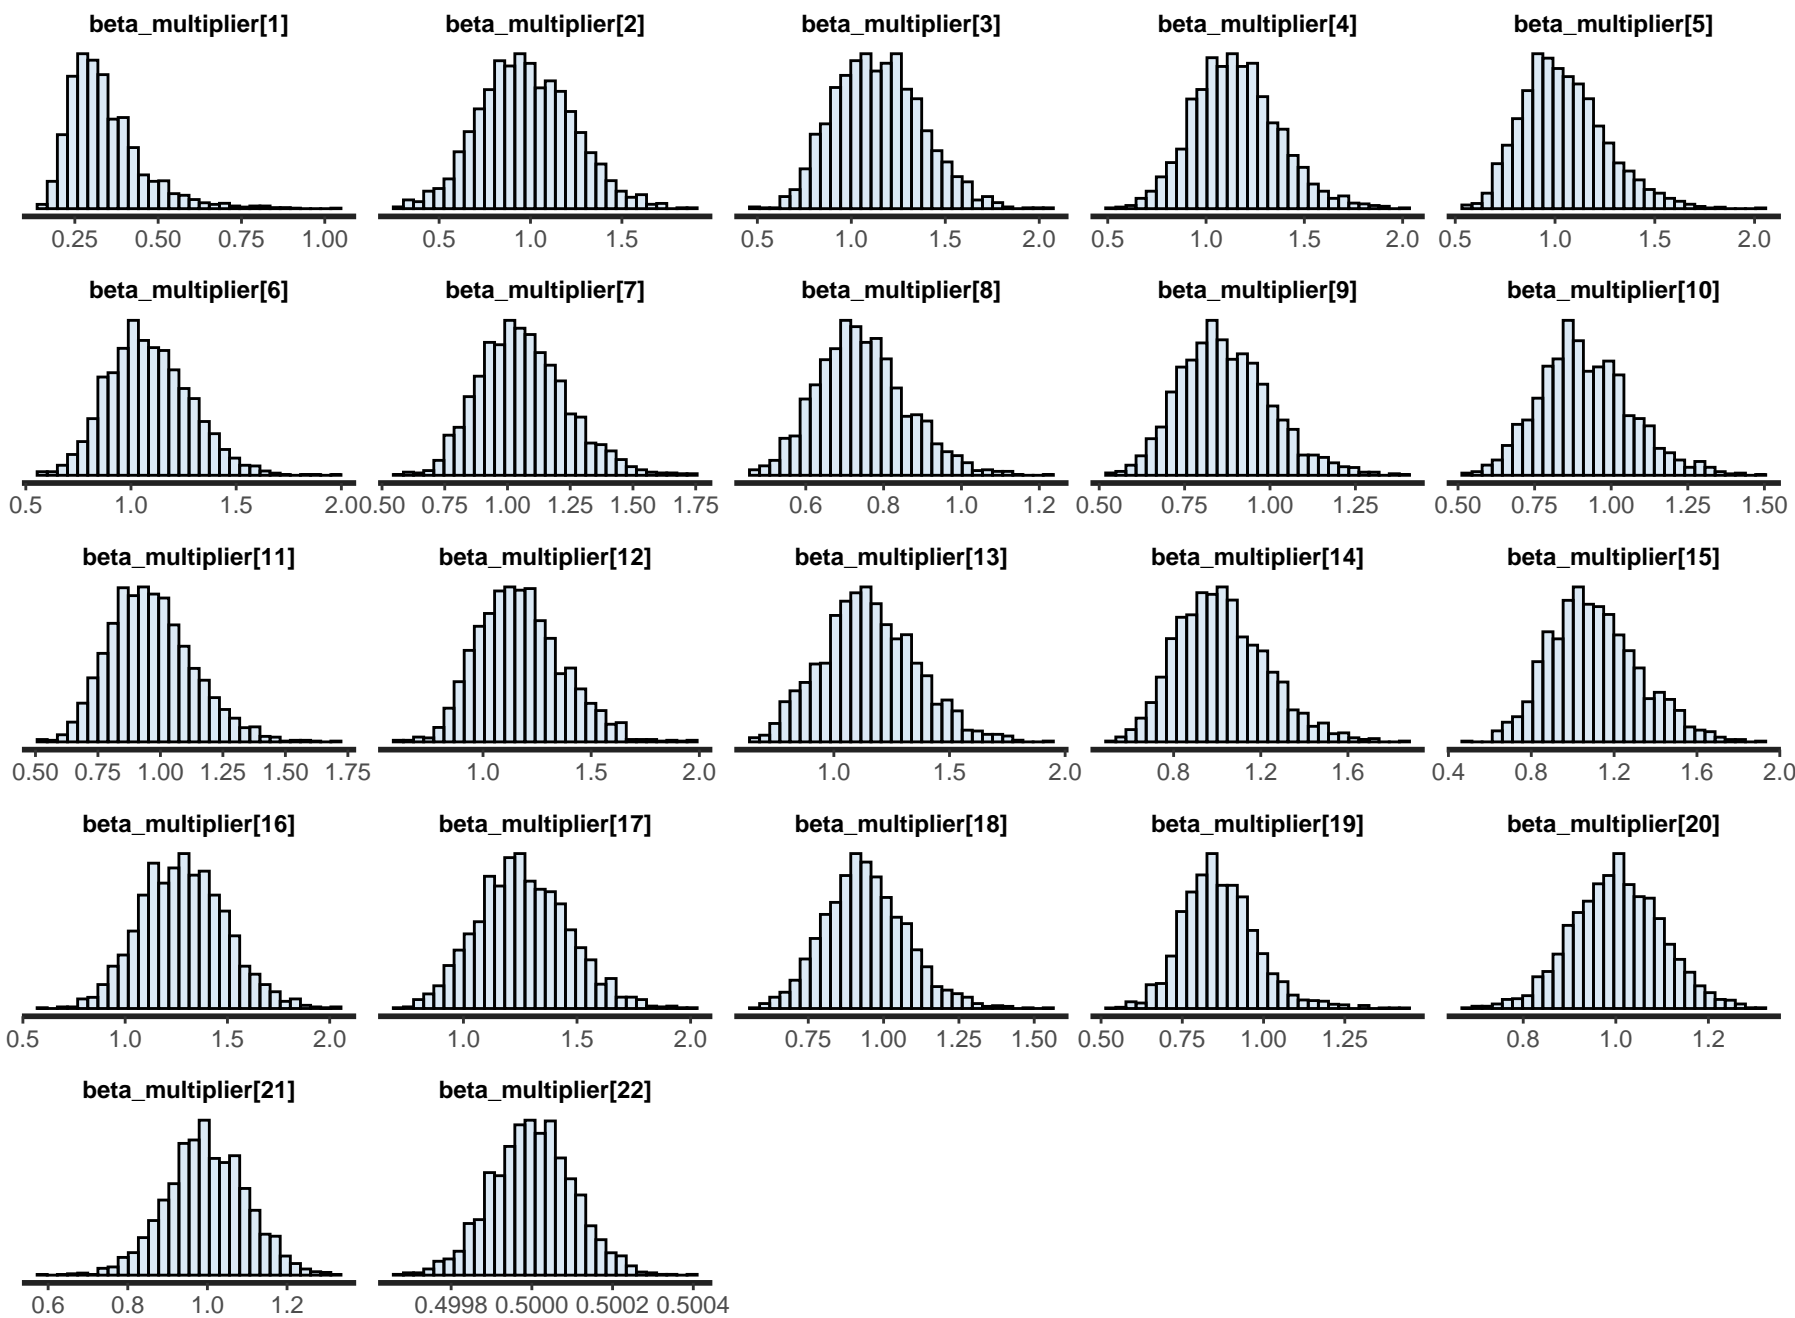 beta_multiplier[1] beta_multiplier[2] beta_multiplier[3] beta_multiplier[4] beta_multiplier[5]
0.25 0.50 0.75 1.00 0.5 1.0 1.5 0.5 1.0 1.5 2.0 0.5 1.0 1.5 2.0 0.5 1.0 1.5 2.0
beta_multiplier[6] beta_multiplier[7] beta_multiplier[8] beta_multiplier[9] beta_multiplier[10]
0.5 1.0 1.5 2.0 0.50 0.75 1.00 1.25 1.50 1.75 0.6 0.8 1.0 1.2 0.50 0.75 1.00 1.25 0.50 0.75 1.00 1.25 1.50
beta_multiplier[11] beta_multiplier[12] beta_multiplier[13] beta_multiplier[14] beta_multiplier[15]
0.50 0.75 1.00 1.25 1.50 1.75 1.0 1.5 2.0 1.0 1.5 2.0 0.8 1.2 1.6 0.4 0.8 1.2 1.6 2.0
beta_multiplier[16] beta_multiplier[17] beta_multiplier[18] beta_multiplier[19] beta_multiplier[20]
0.5 1.0 1.5 2.0 1.0 1.5 2.0 0.75 1.00 1.25 1.50 0.50 0.75 1.00 1.25 0.8 1.0 1.2
beta_multiplier[21] beta_multiplier[22]
0.6 0.8 1.0 1.2 0.4998 0.5000 0.5002 0.5004